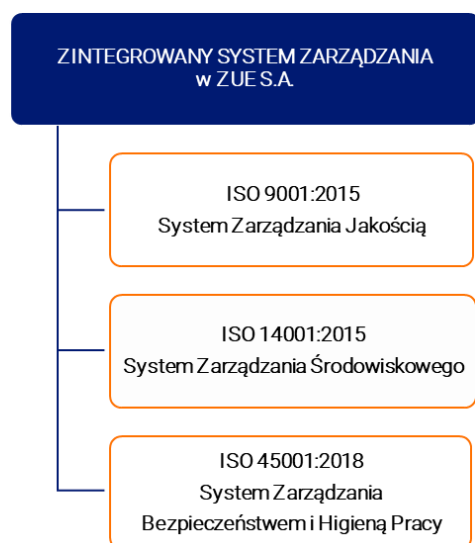 ZINTEGROWANY SYSTEM ZARZĄDZANIA
w ZUE S.A.
ISO 9001:2015
System Zarządzania Jakością
ISO 14001:2015
System Zarządzania Środowiskowego
ISO 45001:2018
System Zarządzania
Bezpieczeństwem i Higieną Pracy